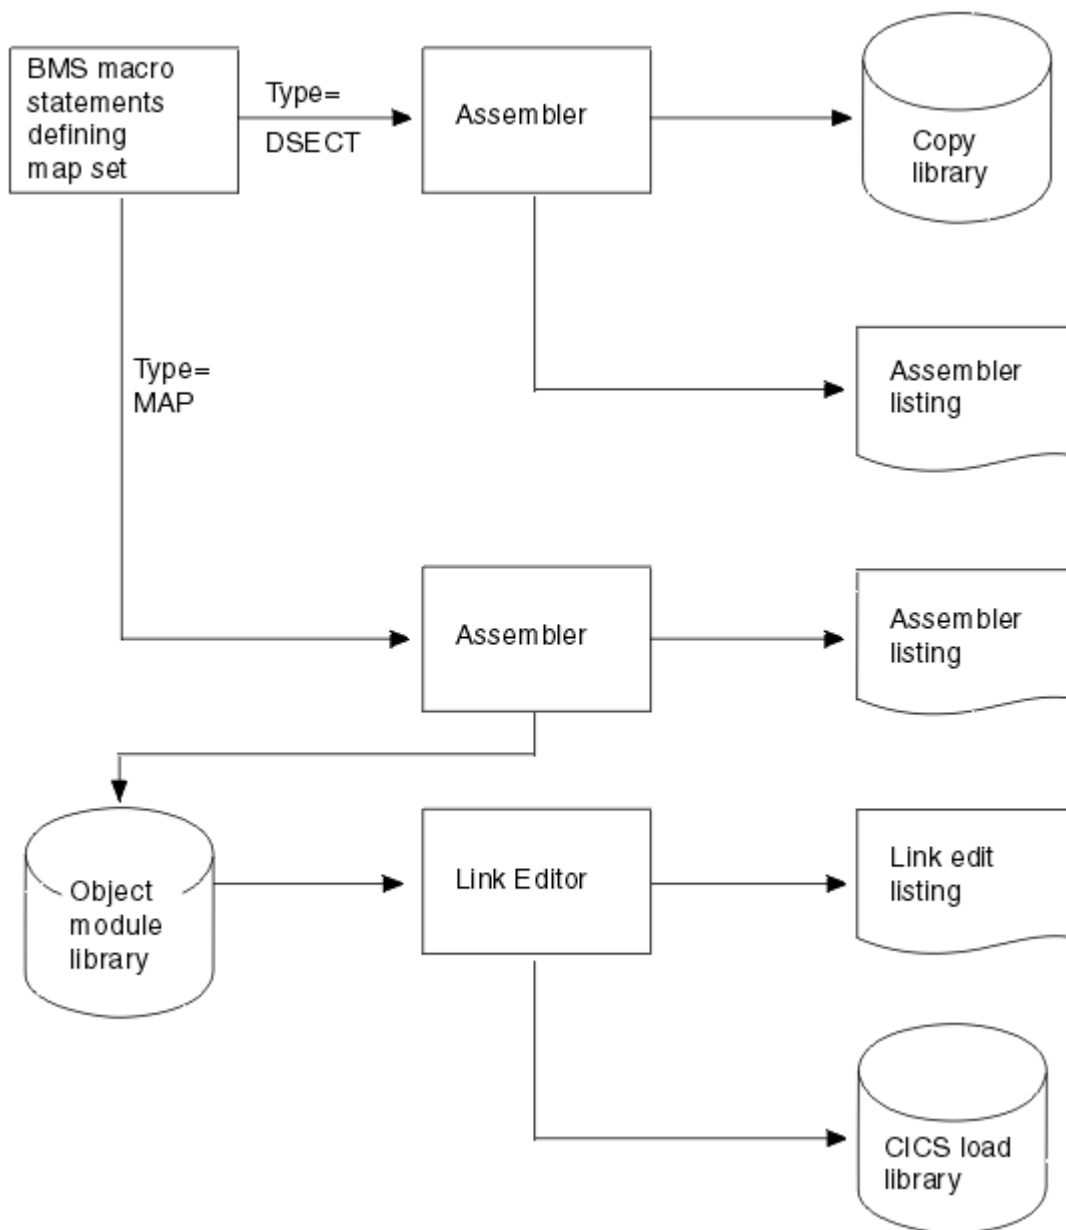 BMS macro
statements
defining
map set
Type=
DSECT
Assembler
Copy
library
Type=
MAP
Assembler
listing
Assembler
Assembler
listing
Object
module
library
Link Editor
Link edit
listing
CICS load
library